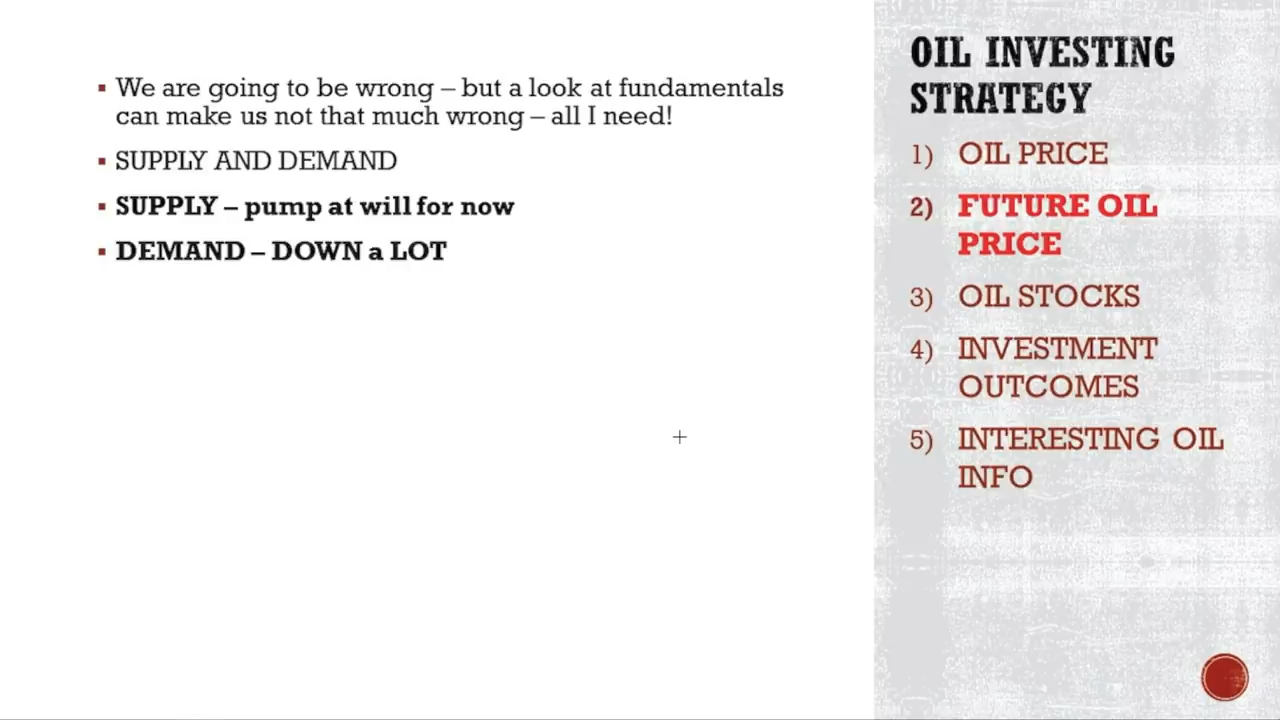 ▪ We are going to be wrong – but a look at fundamentals
can make us not that much wrong – all I need!
▪ SUPPLY AND DEMAND
▪ SUPPLY – pump at will for now
▪ DEMAND – DOWN a LOT
OIL INVESTING
STRATEGY
1) OIL PRICE
2) FUTURE OIL
PRICE
3) OIL STOCKS
4) INVESTMENT
OUTCOMES
5) INTERESTING OIL
INFO